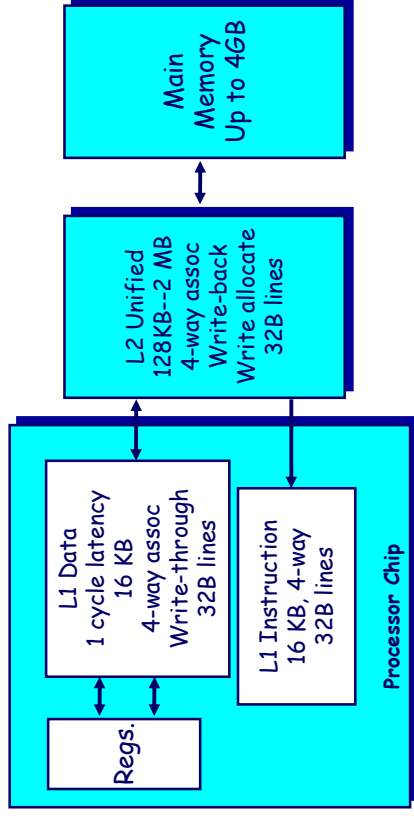 Regs.
L1 Data
1 cycle latency
16 KB
4-way assoc
Write-through
32B lines
L1 Instruction
16 KB, 4-way
32B lines
Processor Chip
L2 Unified
128KB--2 MB
4-way assoc
Write-back
Write allocate
32B lines
Main
Memory
Up to 4GB